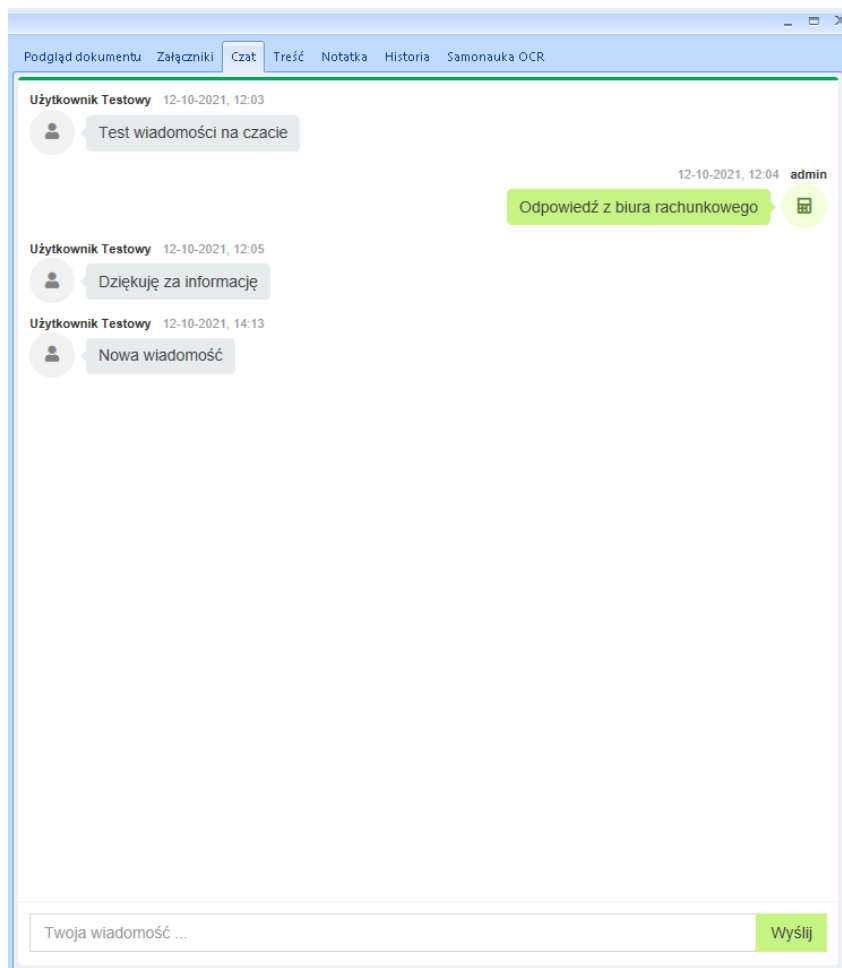 Podgląd dokumentu Załączniki Czat Treść Notatka Historia Samonauka OCR
Użytkownik Testowy 12-10-2021, 12:03
Test wiadomości na czacie
12-10-2021, 12:04 admin
Odpowiedź z biura rachunkowego
Użytkownik Testowy 12-10-2021, 12:05
Dziękuję za informację
Użytkownik Testowy 12-10-2021, 14:13
Nowa wiadomość
Twoja wiadomość ... Wyślij